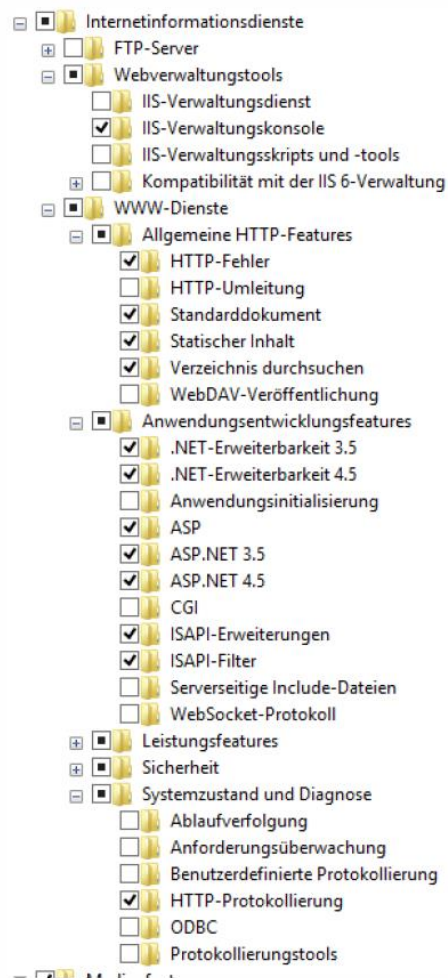 Internetinformationsdienste
FTP-Server
Webverwaltungstools
IIS-Verwaltungsdienst
IIS-Verwaltungskonsole
IIS-Verwaltungsskripts und -tools
Kompatibilität mit der IIS 6-Verwaltung
WWW-Dienste
Allgemeine HTTP-Features
HTTP-Fehler
HTTP-Umleitung
Standarddokument
Statischer Inhalt
Verzeichnis durchsuchen
WebDAV-Veröffentlichung
Anwendungsentwicklungsfeatures
.NET-Erweiterbarkeit 3.5
.NET-Erweiterbarkeit 4.5
Anwendungsinitialisierung
ASP
ASP.NET 3.5
ASP.NET 4.5
CGI
ISAPI-Erweiterungen
ISAPI-Filter
Serverseitige Include-Dateien
WebSocket-Protokoll
Leistungsfeatures
Sicherheit
Systemzustand und Diagnose
Ablaufverfolgung
Anforderungsüberwachung
Benutzerdefinierte Protokollierung
HTTP-Protokollierung
ODBC
Protokollierungstools